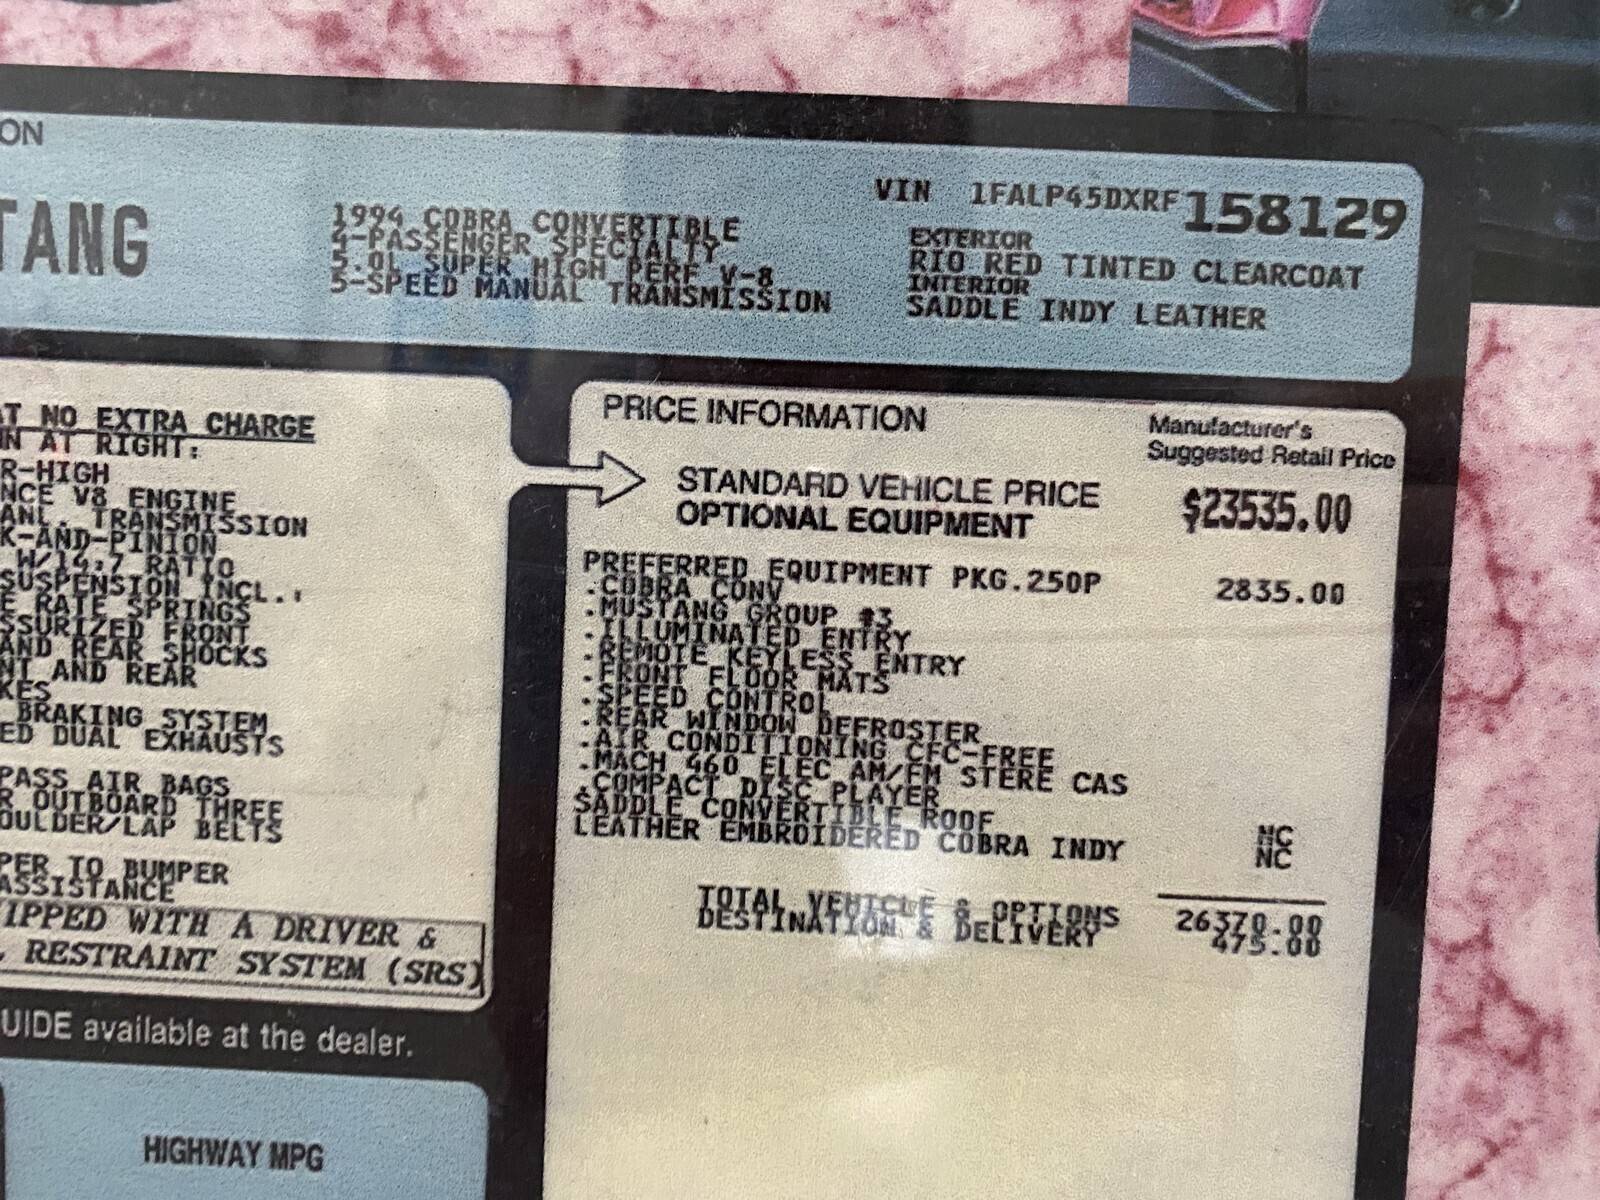 ON
TANG
1994 COBRA CONVERTIBLE
4-PASSENGER SPECIALTY
5.0L SUPER HIGH PERF V-8
5-SPEED MANUAL TRANSMISSION
VIN 1FALP45DXRF158129
EXTERIOR
RIO RED TINTED CLEARCOAT
INTERIOR
SADDLE INDY LEATHER
AT NO EXTRA CHARGE
N AT RIGHT:
R-HIGH
NCE V8 ENGINE
ANL. TRANSMISSION
K-AND-PINION
W/14:7 RATIO
SUSPENSION INCL.:
E RATE SPRINGS
SSURIZED FRONT
AND REAR SHOCKS
NT AND REAR
KES
BRAKING SYSTEM
ED DUAL EXHAUSTS
PASS AIR BAGS
R OUTBOARD THREE
OULDER/LAP BELTS
PER TO BUMPER
ASSISTANCE
IPPED WITH A DRIVER &
L RESTRAINT SYSTEM (SRS)
UIDE available at the dealer.
HIGHWAY MPG
PRICE INFORMATION
Manufacturer's
Suggested Retail Price
STANDARD VEHICLE PRICE $23535.00
OPTIONAL EQUIPMENT
PREFERRED EQUIPMENT PKG.250P 2835.00
.COBRA CONV
.MUSTANG GROUP #3
.ILLUMINATED ENTRY
.REMOTE KEYLESS ENTRY
.FRONT FLOOR MATS
.SPEED CONTROL
.REAR WINDOW DEFROSTER
.AIR CONDITIONING CFC-FREE
.MACH 460 ELEC AM/FM STERE CAS
.COMPACT DISC PLAYER
SADDLE CONVERTIBLE ROOF NC
LEATHER EMBROIDERED COBRA INDY NC
TOTAL VEHICLE & OPTIONS 26370.00
DESTINATION & DELIVERY 475.00